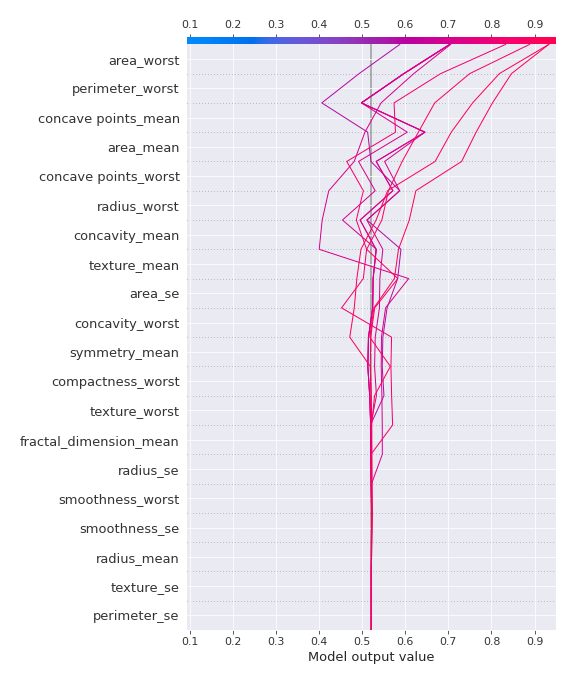 0.1 0.2 0.3 0.4 0.5 0.6 0.7 0.8 0.9
area_worst
perimeter_worst
concave points_mean
area_mean
concave points_worst
radius_worst
concavity_mean
texture_mean
area_se
concavity_worst
symmetry_mean
compactness_worst
texture_worst
fractal_dimension_mean
radius_se
smoothness_worst
smoothness_se
radius_mean
texture_se
perimeter_se
0.1 0.2 0.3 0.4 0.5 0.6 0.7 0.8 0.9
Model output value